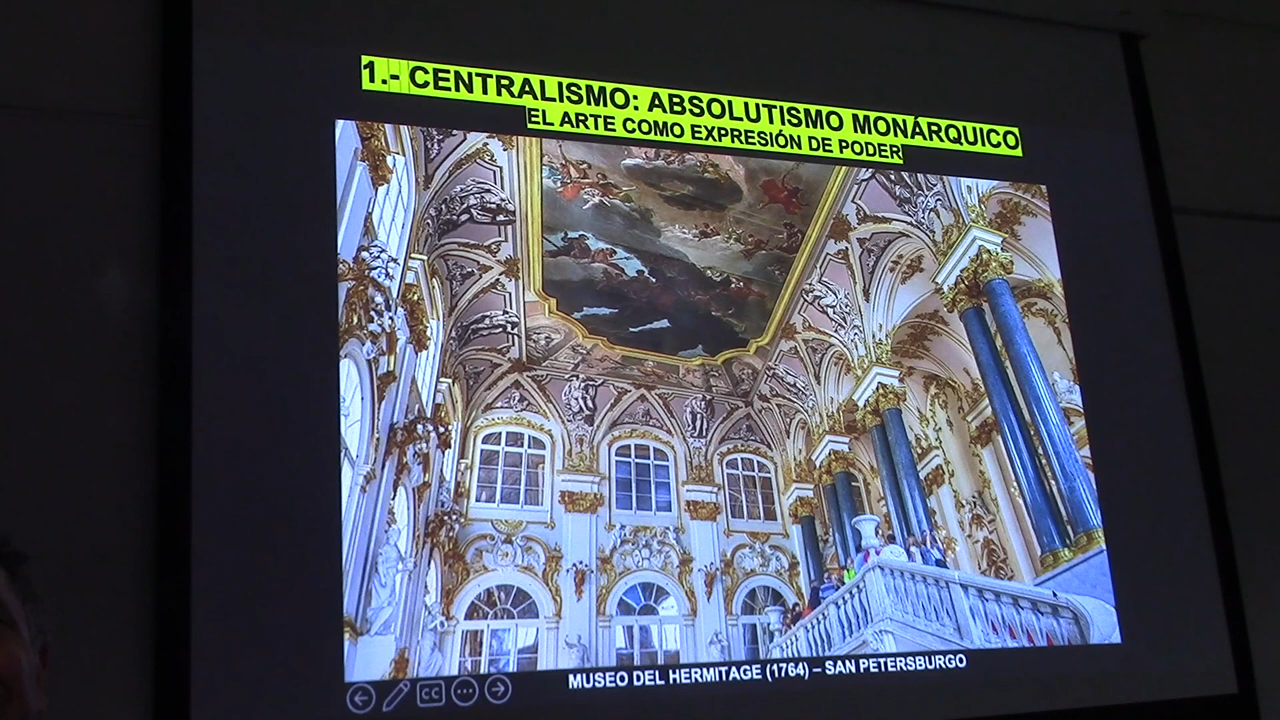 1.- CENTRALISMO: ABSOLUTISMO MONÁRQUICO
EL ARTE COMO EXPRESIÓN DE PODER
MUSEO DEL HERMITAGE (1764) – SAN PETERSBURGO
CC